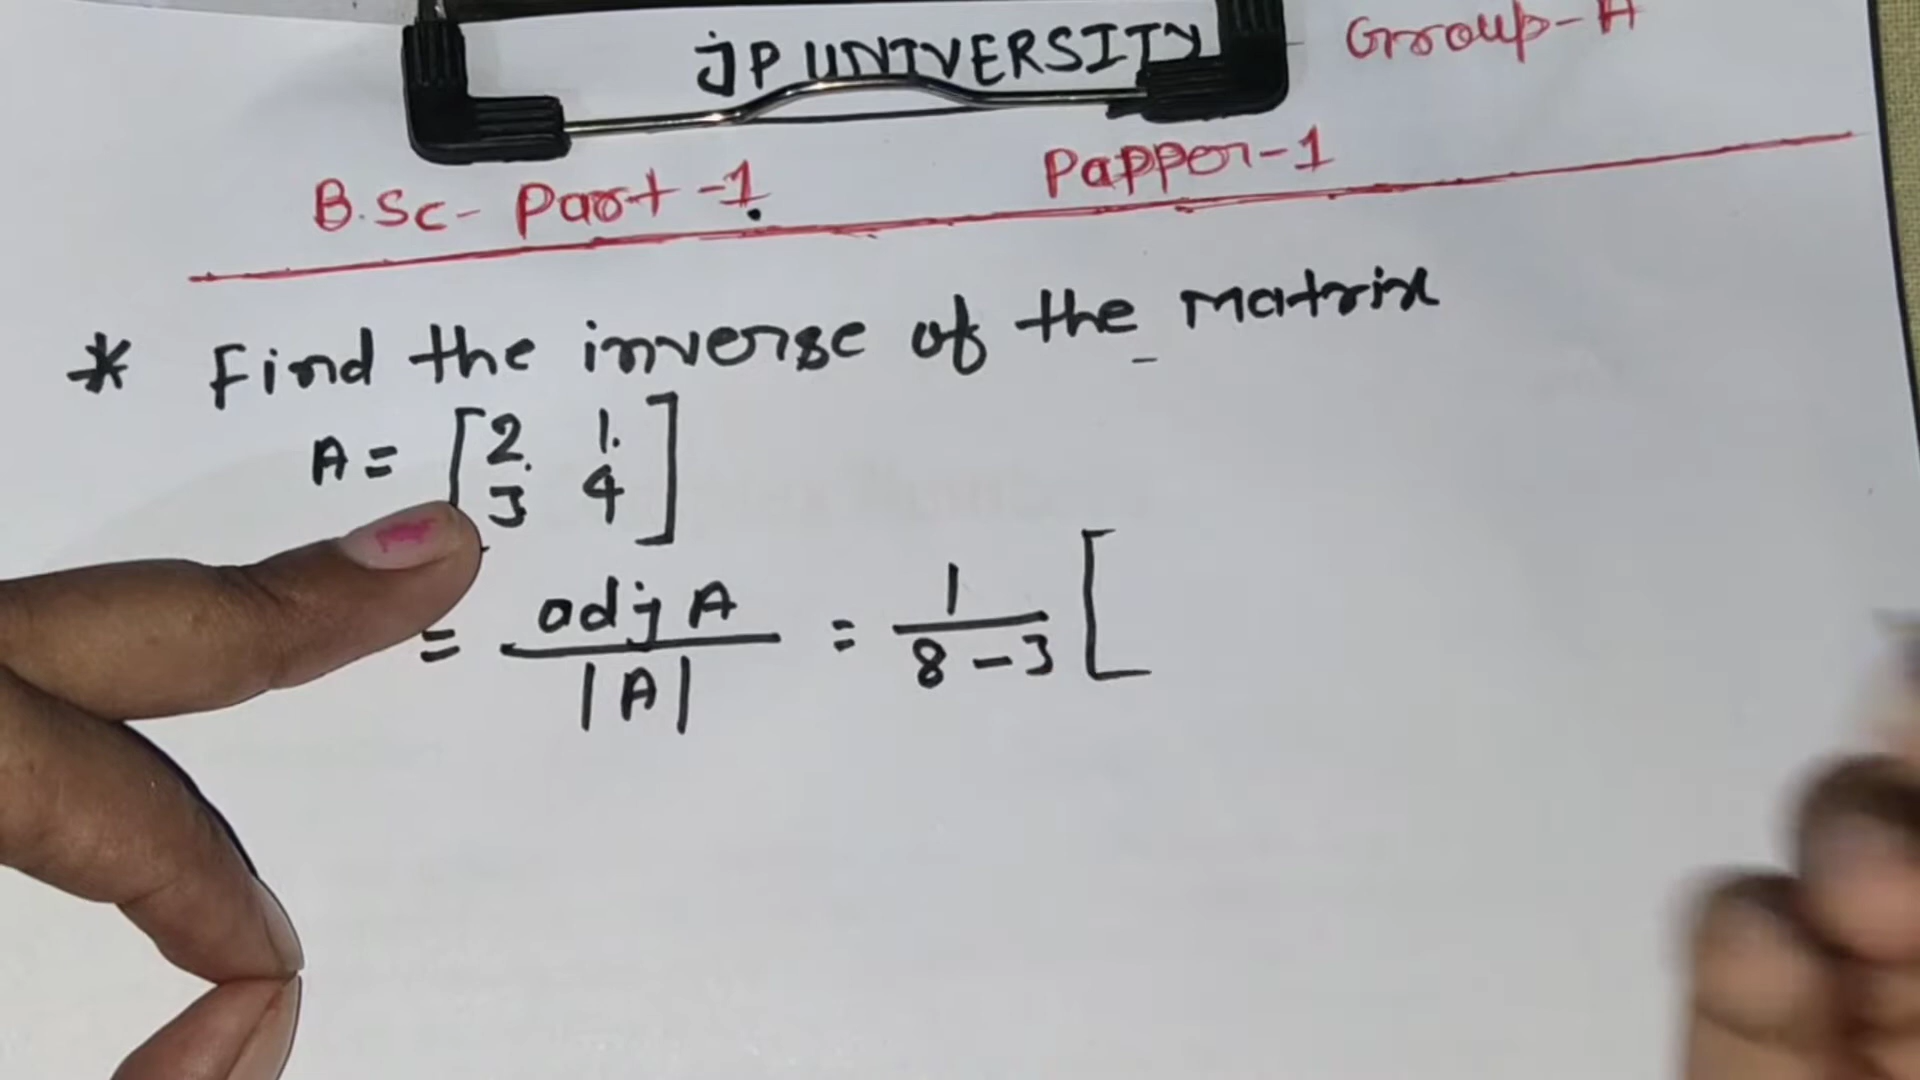 JP UNIVERSITY
Group-A
B.Sc- Part -1
Papper-1
* Find the inverse of the matrix
A = [2 1
3 4]
= adj A / |A| = 1 / 8-3 [